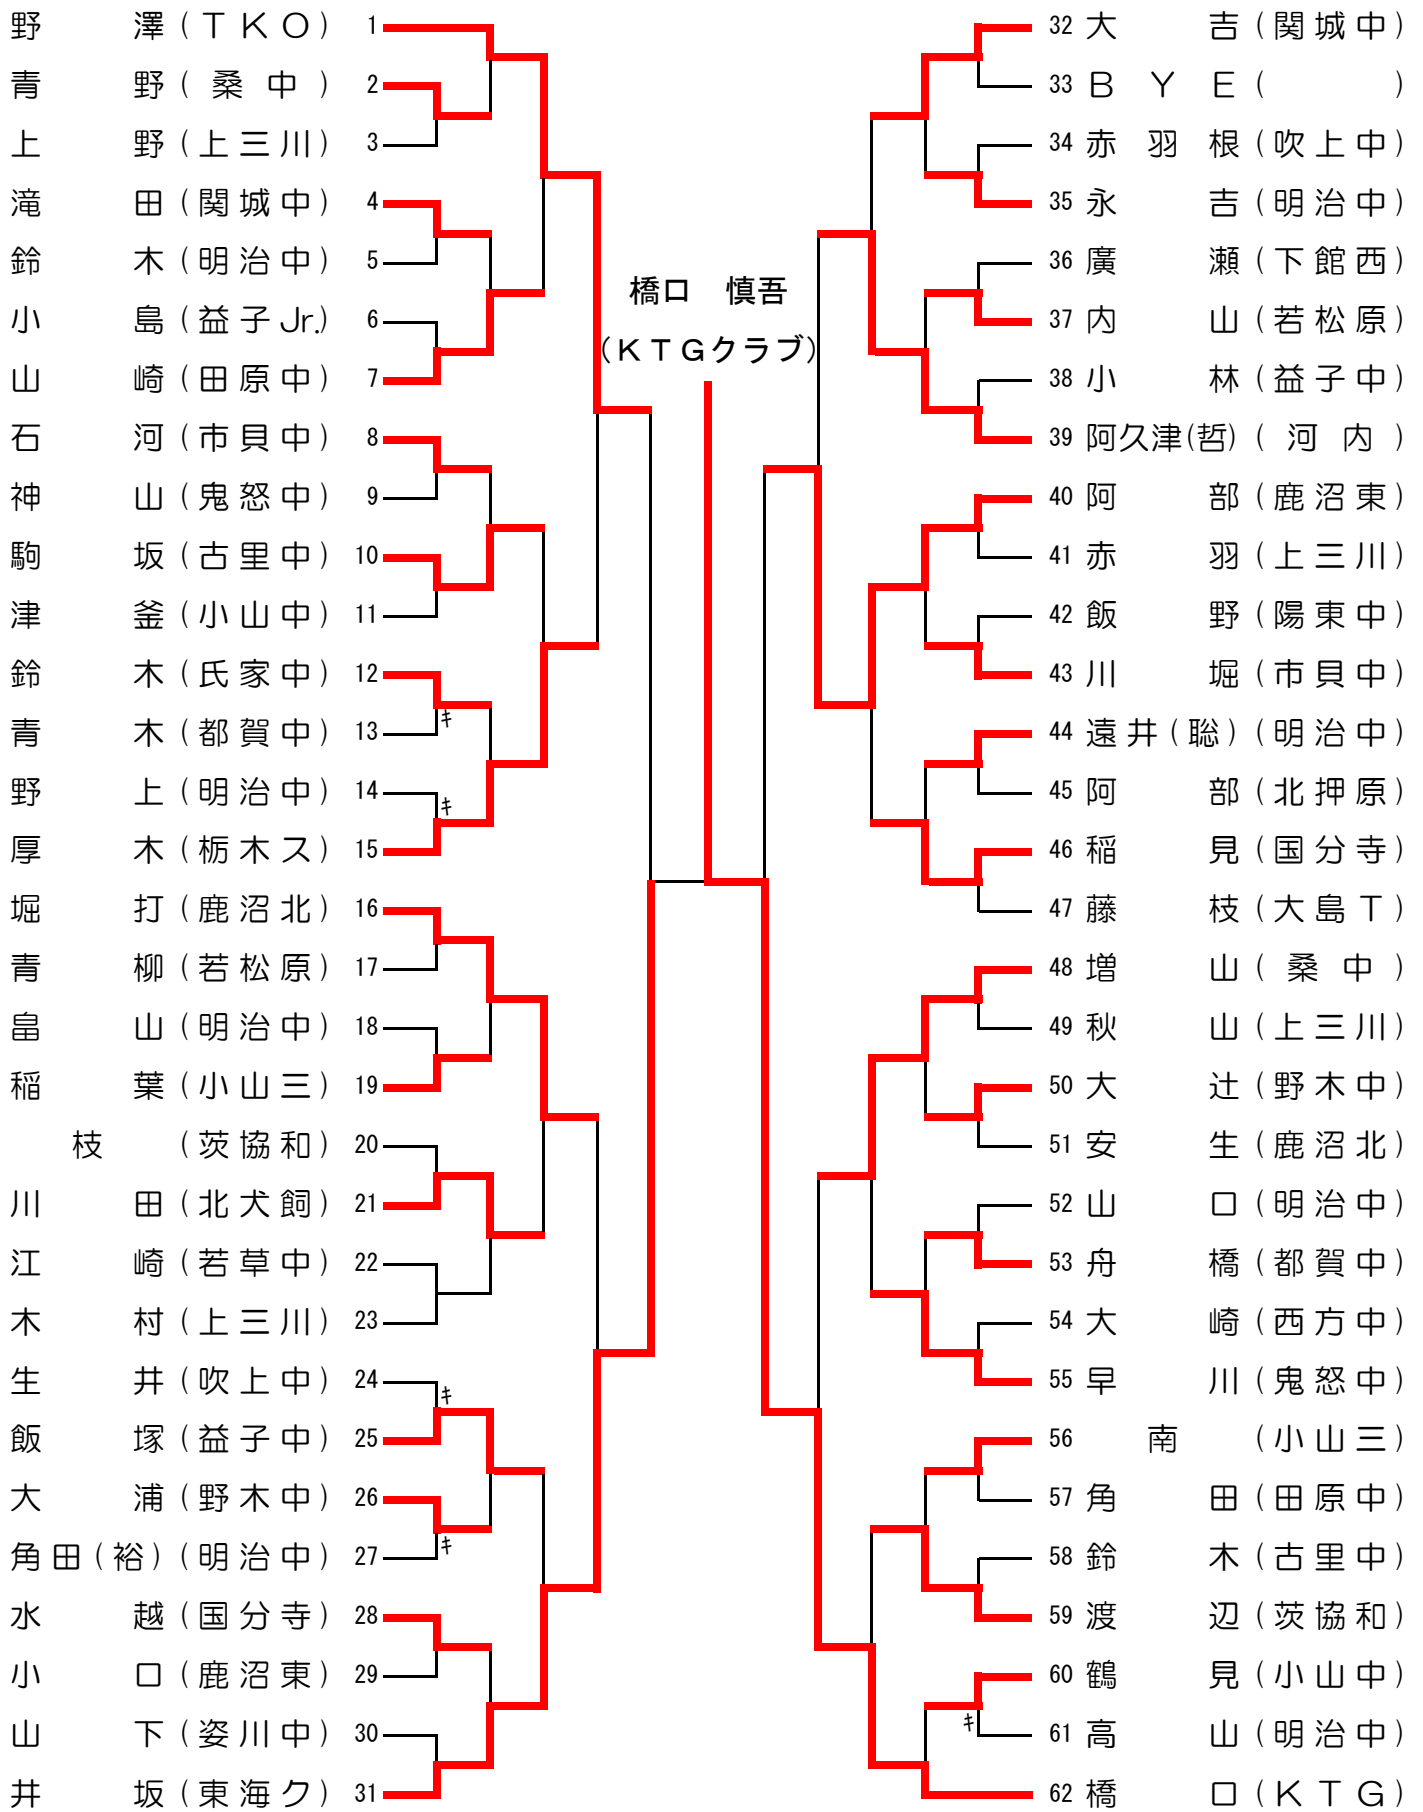 野　澤 (ＴＫＯ) 1
青　野 (桑中) 2
上　野 (上三川) 3
滝　田 (関城中) 4
鈴　木 (明治中) 5
小　島 (益子Jr.) 6
山　崎 (田原中) 7
石　河 (市貝中) 8
神　山 (鬼怒中) 9
駒　坂 (古里中) 10
津　釜 (小山中) 11
鈴　木 (氏家中) 12
ｷ
青　木 (都賀中) 13
野　上 (明治中) 14
ｷ
厚　木 (栃木ス) 15
堀　打 (鹿沼北) 16
青　柳 (若松原) 17
畠　山 (明治中) 18
稲　葉 (小山三) 19
枝 (茨協和) 20
川　田 (北犬飼) 21
江　崎 (若草中) 22
木　村 (上三川) 23
生　井 (吹上中) 24
ｷ
飯　塚 (益子中) 25
大　浦 (野木中) 26
ｷ
角田(裕) (明治中) 27
水　越 (国分寺) 28
小　口 (鹿沼東) 29
山　下 (姿川中) 30
井　坂 (東海ク) 31
橋口　慎吾
(ＫＴＧクラブ)
32 大　吉 (関城中)
33 ＢＹＥ (　　)
34 赤羽根 (吹上中)
35 永　吉 (明治中)
36 廣　瀬 (下館西)
37 内　山 (若松原)
38 小　林 (益子中)
39 阿久津(哲) (河内)
40 阿　部 (鹿沼東)
41 赤　羽 (上三川)
42 飯　野 (陽東中)
43 川　堀 (市貝中)
44 遠井(聡) (明治中)
45 阿　部 (北押原)
46 稲　見 (国分寺)
47 藤　枝 (大島Ｔ)
48 増　山 (桑中)
49 秋　山 (上三川)
50 大　辻 (野木中)
51 安　生 (鹿沼北)
52 山　口 (明治中)
53 舟　橋 (都賀中)
54 大　崎 (西方中)
55 早　川 (鬼怒中)
56 南 (小山三)
57 角　田 (田原中)
58 鈴　木 (古里中)
59 渡　辺 (茨協和)
60 鶴　見 (小山中)
ｷ
61 高　山 (明治中)
62 橋　口 (ＫＴＧ)